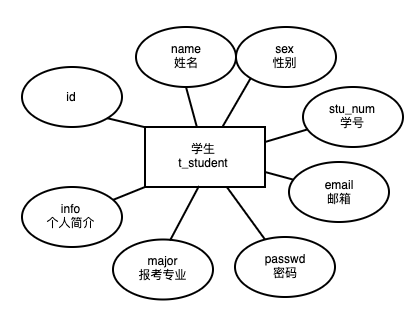 name
姓名
sex
性别
id
stu_num
学号
学生
t_student
email
邮箱
info
个人简介
major
报考专业
passwd
密码